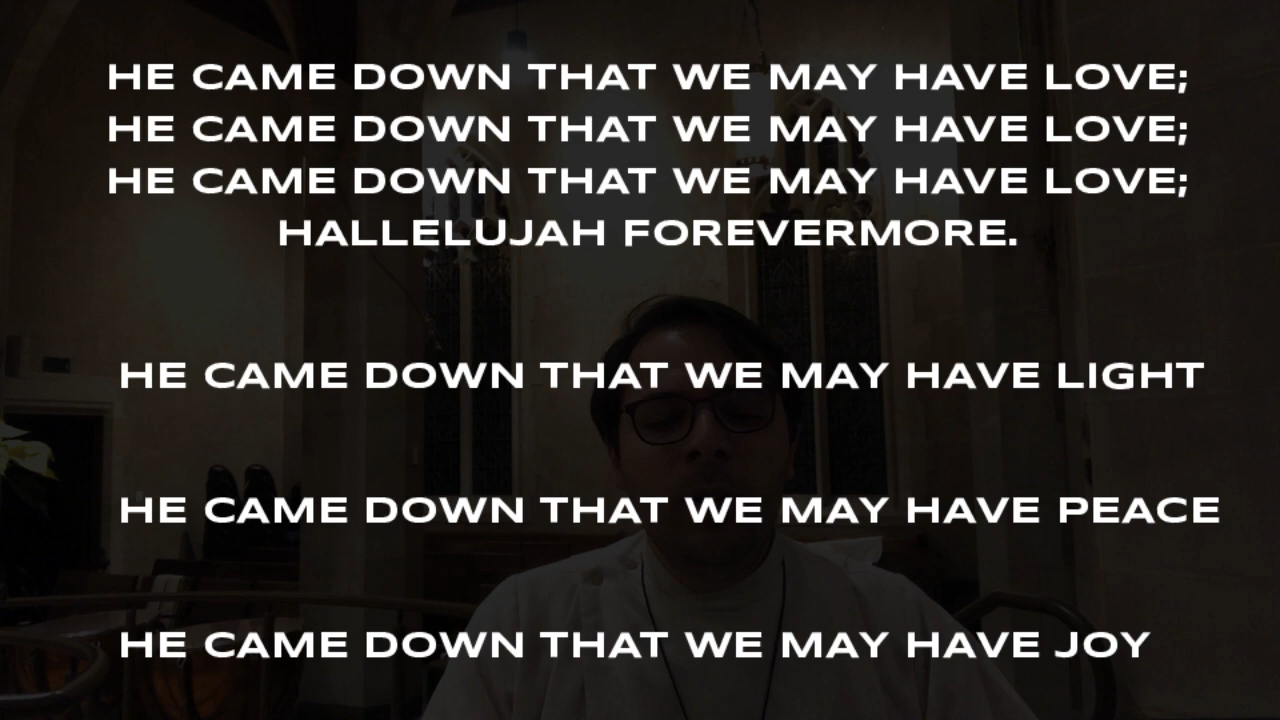 HE CAME DOWN THAT WE MAY HAVE LOVE;
HE CAME DOWN THAT WE MAY HAVE LOVE;
HE CAME DOWN THAT WE MAY HAVE LOVE;
HALLELUJAH FOREVERMORE.
HE CAME DOWN THAT WE MAY HAVE LIGHT
HE CAME DOWN THAT WE MAY HAVE PEACE
HE CAME DOWN THAT WE MAY HAVE JOY